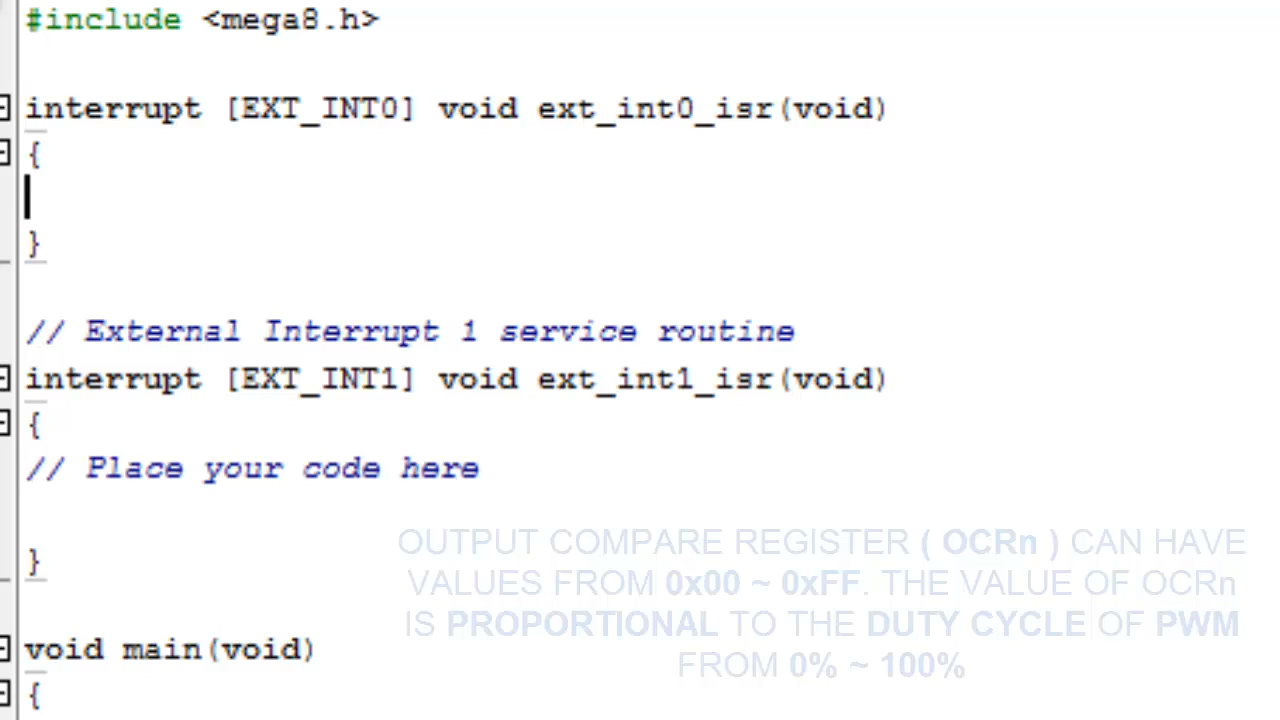 #include <mega8.h>
interrupt [EXT_INT0] void ext_int0_isr(void)
{
}
// External Interrupt 1 service routine
interrupt [EXT_INT1] void ext_int1_isr(void)
{
// Place your code here
}
OUTPUT COMPARE REGISTER ( OCRn ) CAN HAVE
VALUES FROM 0x00 ~ 0xFF. THE VALUE OF OCRn
IS PROPORTIONAL TO THE DUTY CYCLE OF PWM
FROM 0% ~ 100%
void main(void)
{